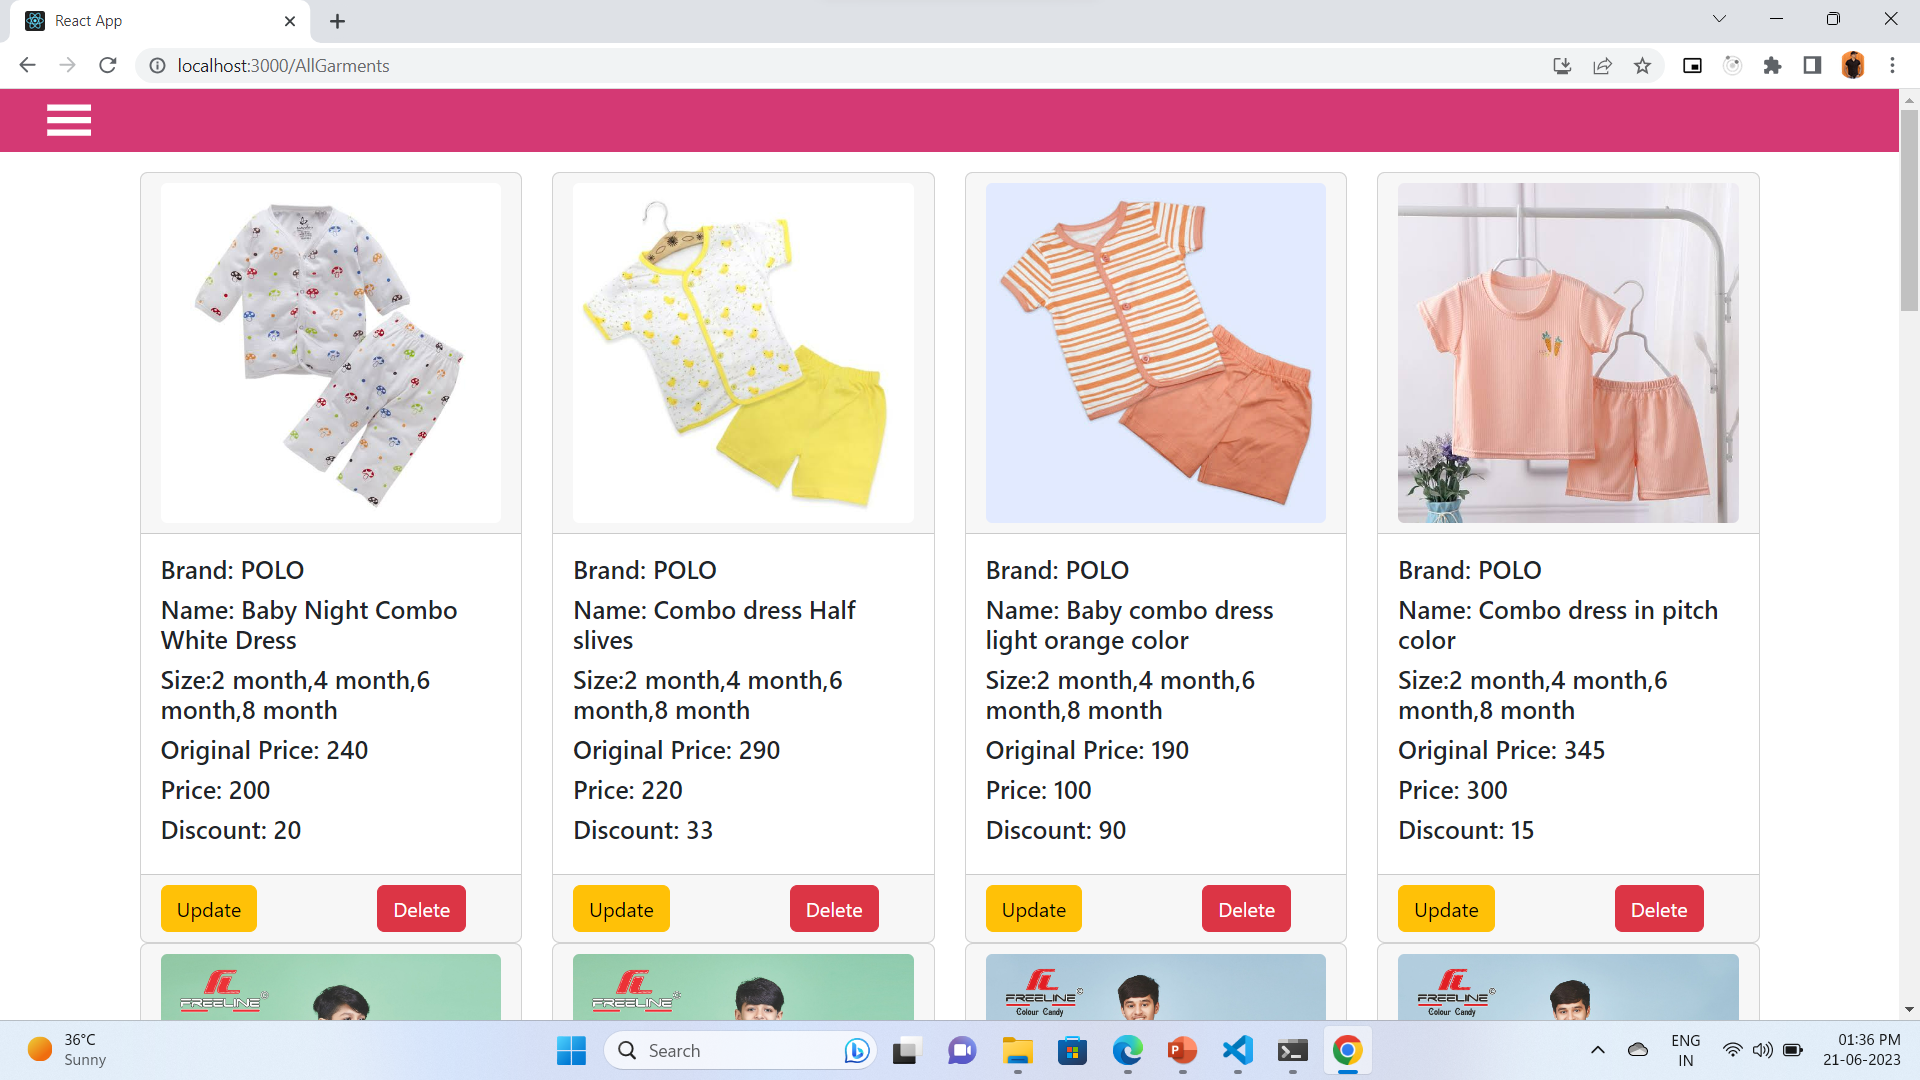 React App
localhost:3000/AllGarments
Brand: POLO
Name: Baby Night Combo
White Dress
Size:2 month,4 month,6
month,8 month
Original Price: 240
Price: 200
Discount: 20
Update
Delete
Brand: POLO
Name: Combo dress Half
slives
Size:2 month,4 month,6
month,8 month
Original Price: 290
Price: 220
Discount: 33
Update
Delete
Brand: POLO
Name: Baby combo dress
light orange color
Size:2 month,4 month,6
month,8 month
Original Price: 190
Price: 100
Discount: 90
Update
Delete
Brand: POLO
Name: Combo dress in pitch
color
Size:2 month,4 month,6
month,8 month
Original Price: 345
Price: 300
Discount: 15
Update
Delete
FREELINE
FREELINE
FREELINE
Colour Candy
FREELINE
Colour Candy
36°C
Sunny
Search
ENG
IN
01:36 PM
21-06-2023